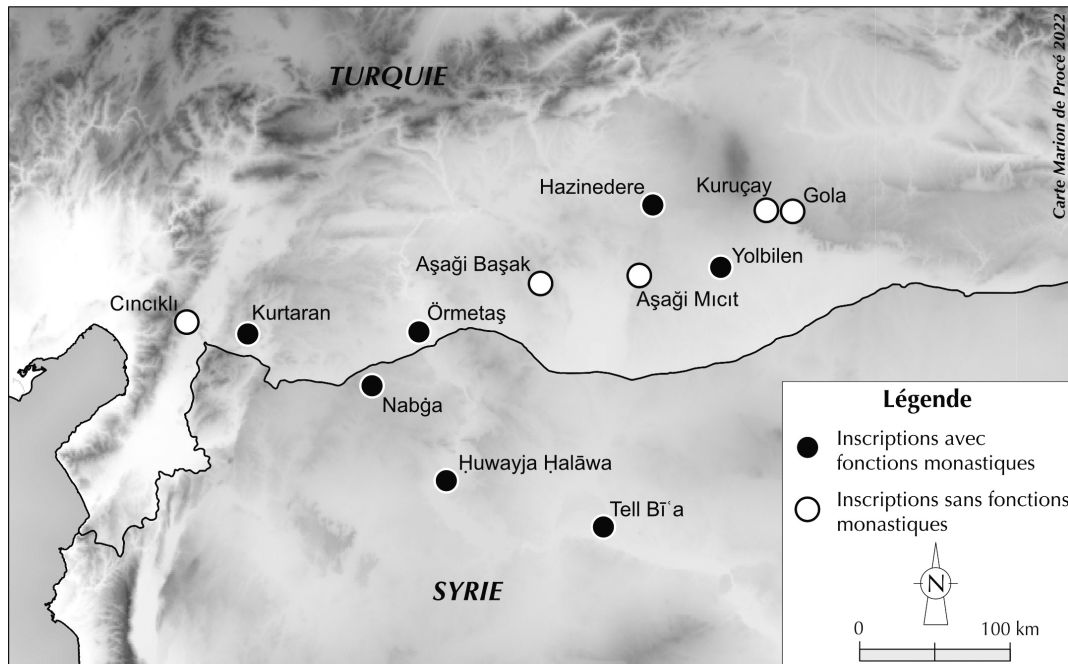 TURQUIE
Carte Marion de Procé 2022
Hazinedere
Kuruçay
Gola
Aşaği Başak
Yolbilen
Aşaği Mıcıt
Cıncıklı
Kurtaran
Örmetaş
Nabġa
Ḥuwayja Ḥalāwa
Tell Bīʿa
SYRIE
Légende
Inscriptions avec
fonctions monastiques
Inscriptions sans fonctions
monastiques
N
0 100 km